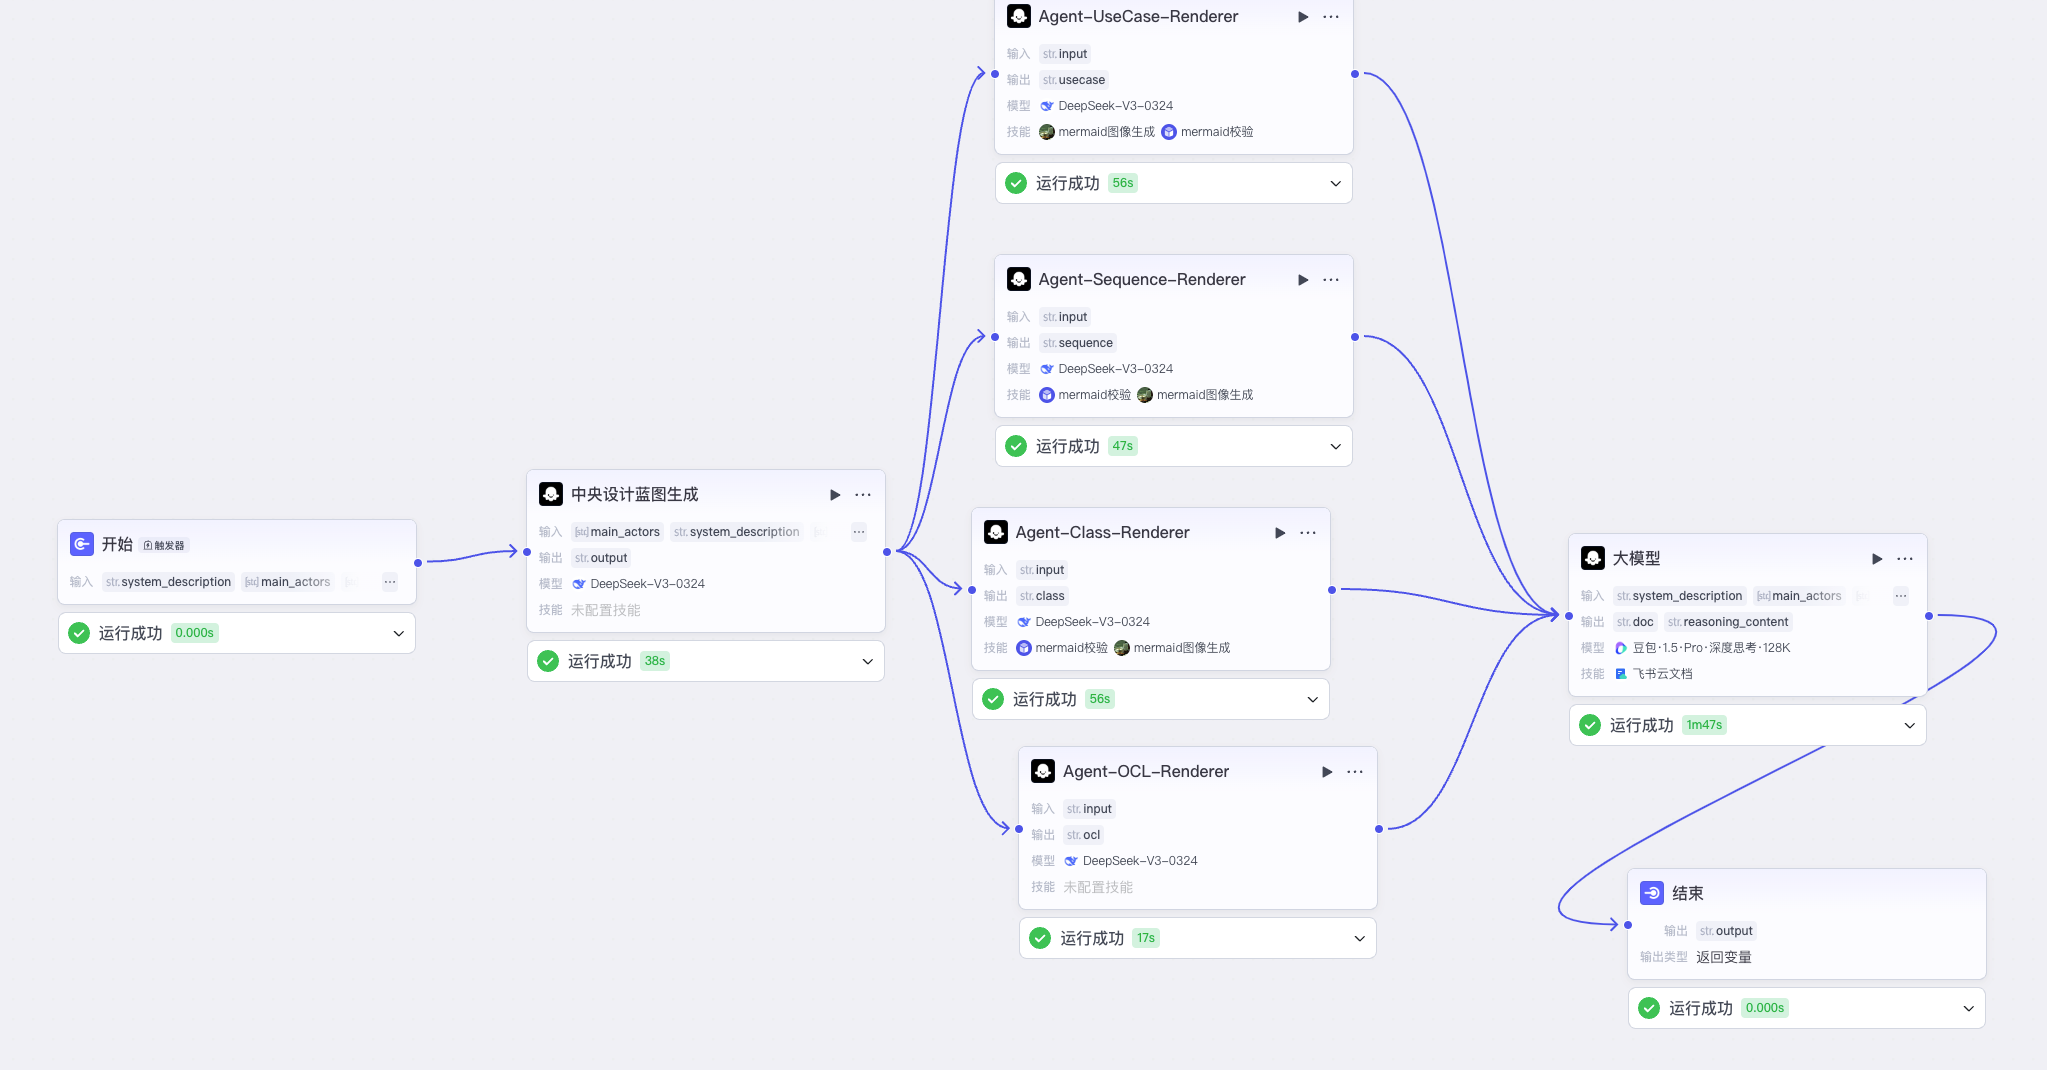 开始 触发器
输入 str. system_description [str] main_actors ...
运行成功 0.000s
中央设计蓝图生成 ...
输入 [str] main_actors str. system_description ...
输出 str. output
模型 DeepSeek-V3-0324
技能 未配置技能
运行成功 38s
Agent-UseCase-Renderer ...
输入 str. input
输出 str. usecase
模型 DeepSeek-V3-0324
技能 mermaid图像生成 mermaid校验
运行成功 56s
Agent-Sequence-Renderer ...
输入 str. input
输出 str. sequence
模型 DeepSeek-V3-0324
技能 mermaid校验 mermaid图像生成
运行成功 47s
Agent-Class-Renderer ...
输入 str. input
输出 str. class
模型 DeepSeek-V3-0324
技能 mermaid校验 mermaid图像生成
运行成功 56s
Agent-OCL-Renderer ...
输入 str. input
输出 str. ocl
模型 DeepSeek-V3-0324
技能 未配置技能
运行成功 17s
大模型 ...
输入 str. system_description [str] main_actors ...
输出 str. doc str. reasoning_content
模型 豆包·1.5·Pro·深度思考·128K
技能 飞书云文档
运行成功 1m47s
结束
输出 str. output
输出类型 返回变量
运行成功 0.000s